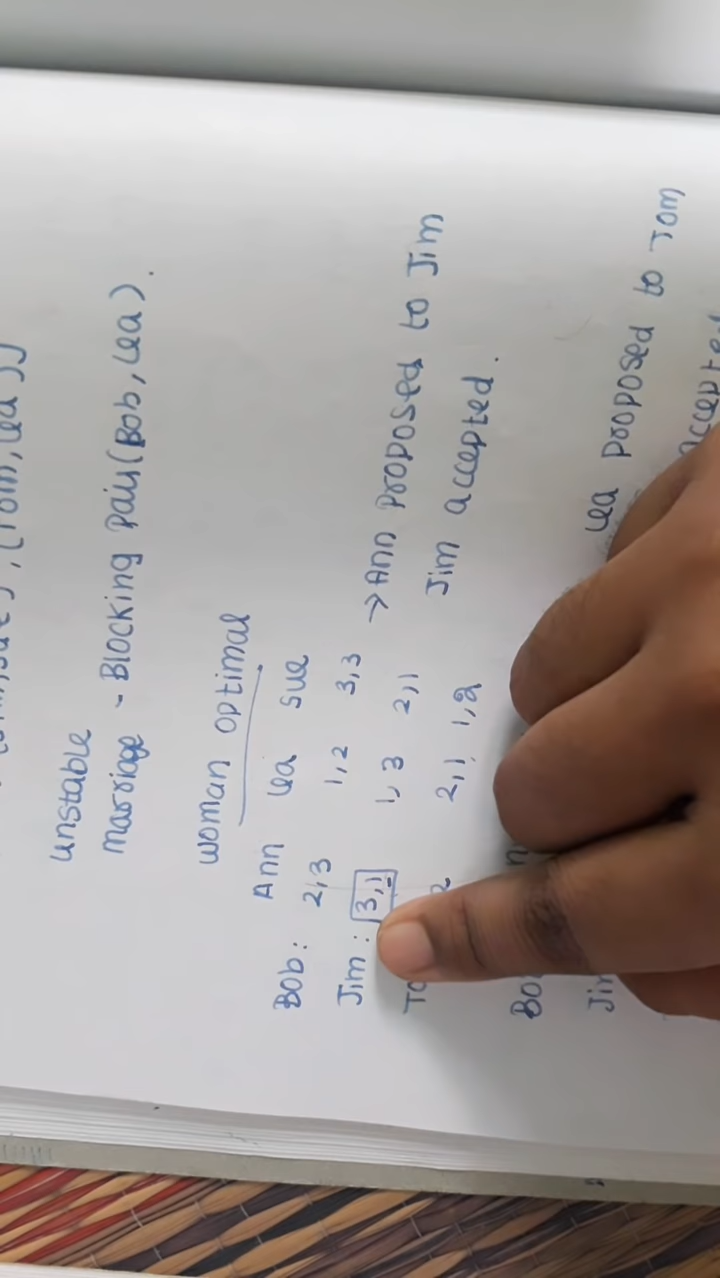 unstable
marriage - Blocking pair (Bob, Lea).
woman optimal
Ann Lea Sue
Bob: 2,3 1,2 3,3
Jim: 3,1 1,3 2,1 → Ann proposed to Jim
2,1 1,2 Jim accepted.
Lea proposed to Tom